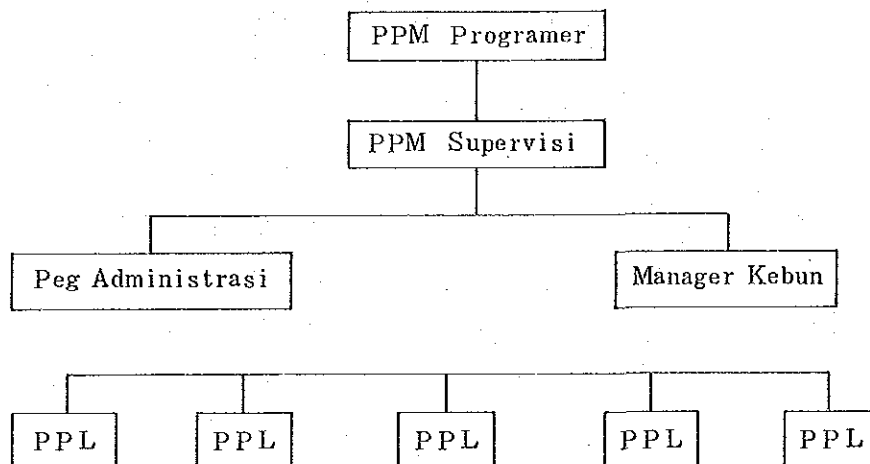 PPM Programer
PPM Supervisi
Peg Administrasi
Manager Kebun
PPL
PPL
PPL
PPL
PPL